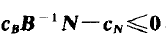 c_B B⁻¹ N − c_N ≤ 0